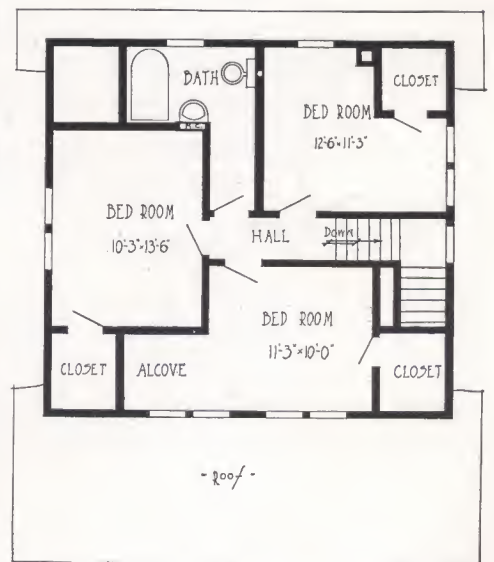 BATH
CLOSET
BED ROOM
12'-6"×11'-3"
M.C.
BED ROOM
10'-3"×13'-6"
HALL
Down
BED ROOM
11'-3"×10'-0"
CLOSET
ALCOVE
CLOSET
- Roof -